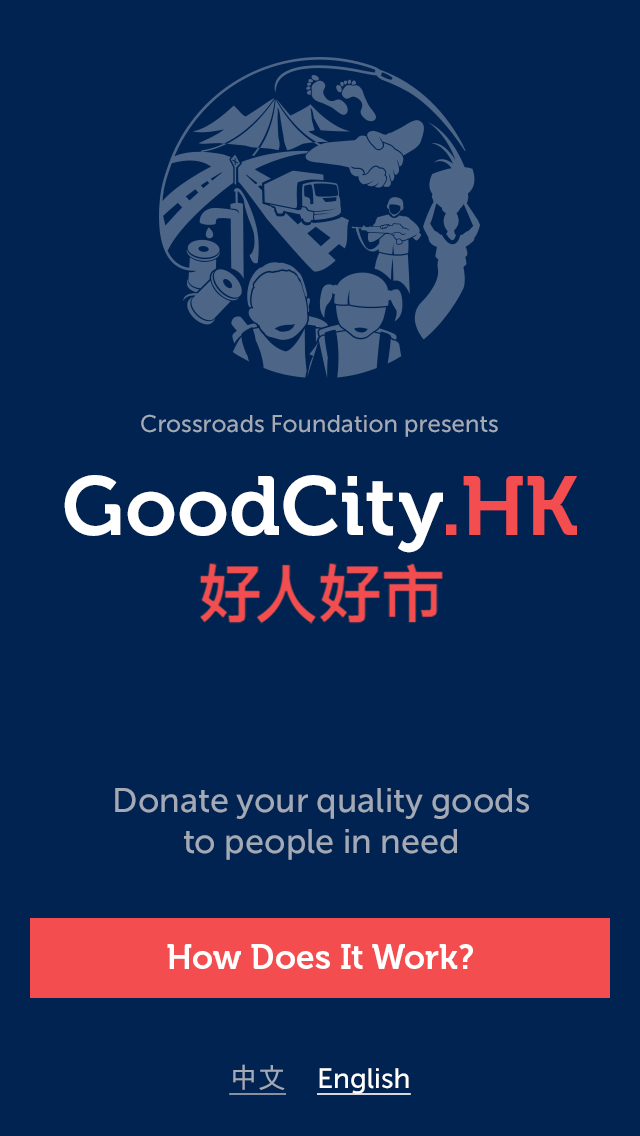 Crossroads Foundation presents
GoodCity.HK
好人好市
Donate your quality goods
to people in need
How Does It Work?
中文 English